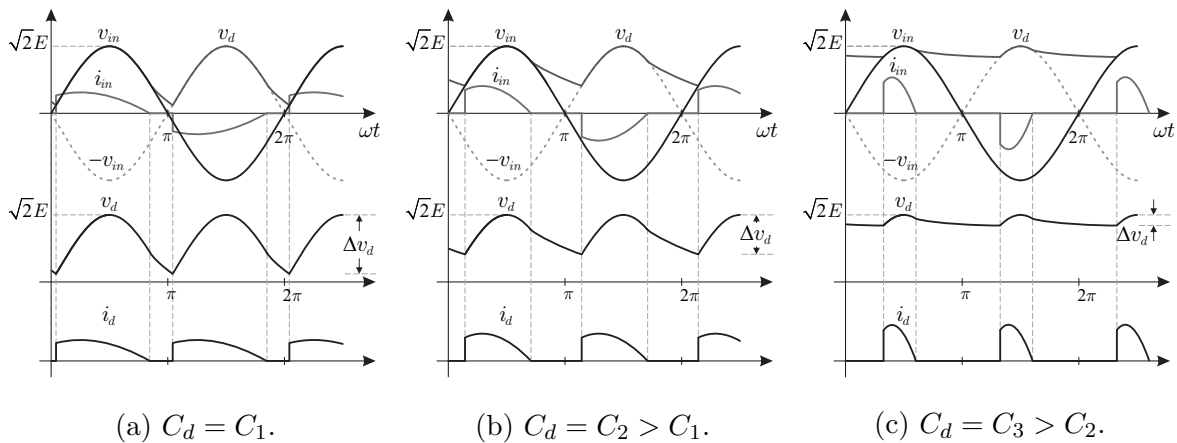 √2E v_in v_d
i_in
π 2π ωt
−v_in
√2E v_d
Δv_d
π 2π
i_d
(a) C_d = C_1.
√2E v_in v_d
i_in
π 2π ωt
−v_in
√2E v_d
Δv_d
π 2π
i_d
(b) C_d = C_2 > C_1.
√2E v_in v_d
i_in
π 2π ωt
−v_in
√2E v_d
Δv_d
π 2π
i_d
(c) C_d = C_3 > C_2.